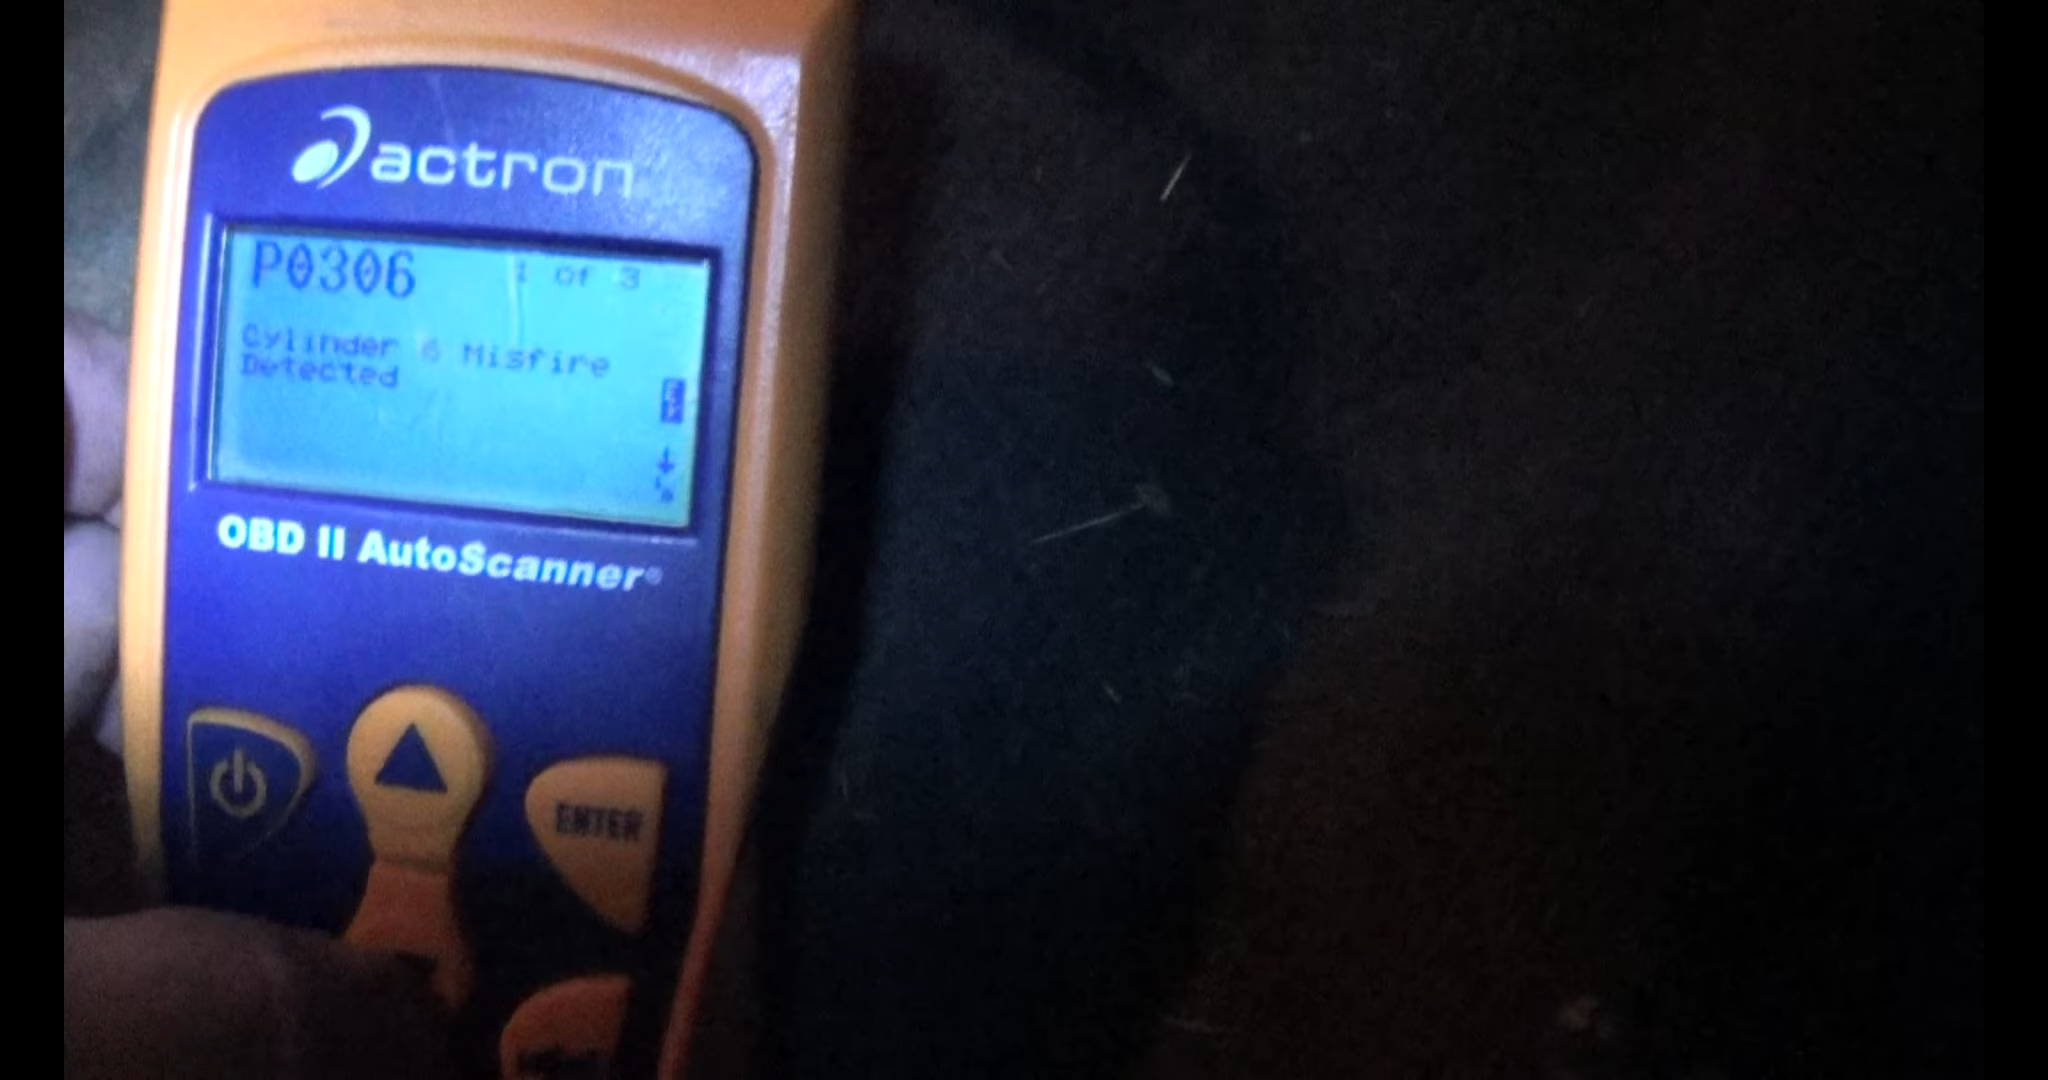 actron
P0306 1 of 3
Cylinder 6 Misfire
Detected
OBD II AutoScanner®
ENTER